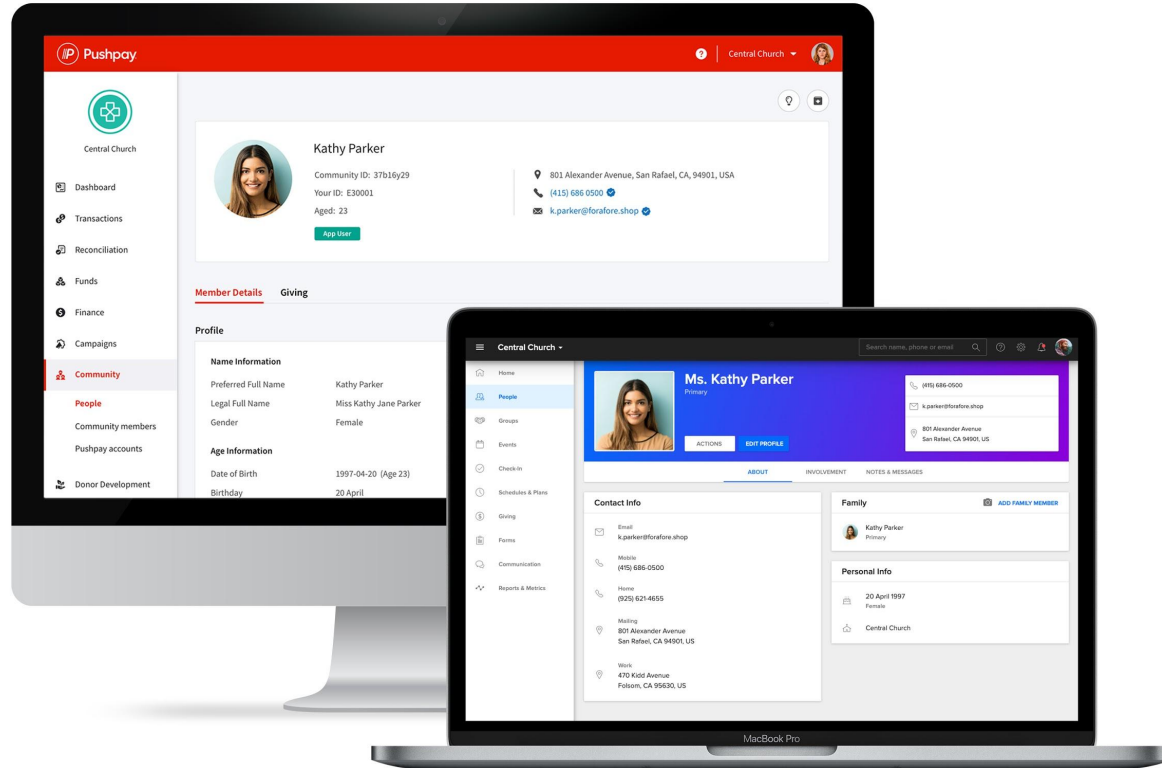 Pushpay
Central Church
Central Church
Dashboard
Transactions
Reconciliation
Funds
Finance
Campaigns
Community
People
Community members
Pushpay accounts
Donor Development
Kathy Parker
Community ID: 37b16y29
Your ID: E30001
Aged: 23
App User
801 Alexander Avenue, San Rafael, CA, 94901, USA
(415) 686 0500
k.parker@forafore.shop
Member Details Giving
Profile
Name Information
Preferred Full Name Kathy Parker
Legal Full Name Miss Kathy Jane Parker
Gender Female
Age Information
Date of Birth 1997-04-20 (Age 23)
Birthday 20 April
Central Church
Search name, phone or email
Home
People
Groups
Events
Check-In
Schedules & Plans
Giving
Forms
Communication
Reports & Metrics
Ms. Kathy Parker
Primary
ACTIONS EDIT PROFILE
(415) 686-0500
k.parker@forafore.shop
801 Alexander Avenue
San Rafael, CA 94901, US
ABOUT INVOLVEMENT NOTES & MESSAGES
Contact Info
Email
k.parker@forafore.shop
Mobile
(415) 686-0500
Home
(925) 621-4655
Mailing
801 Alexander Avenue
San Rafael, CA 94901, US
Work
470 Kidd Avenue
Folsom, CA 95630, US
Family ADD FAMILY MEMBER
Kathy Parker
Primary
Personal Info
20 April 1997
Female
Central Church
MacBook Pro